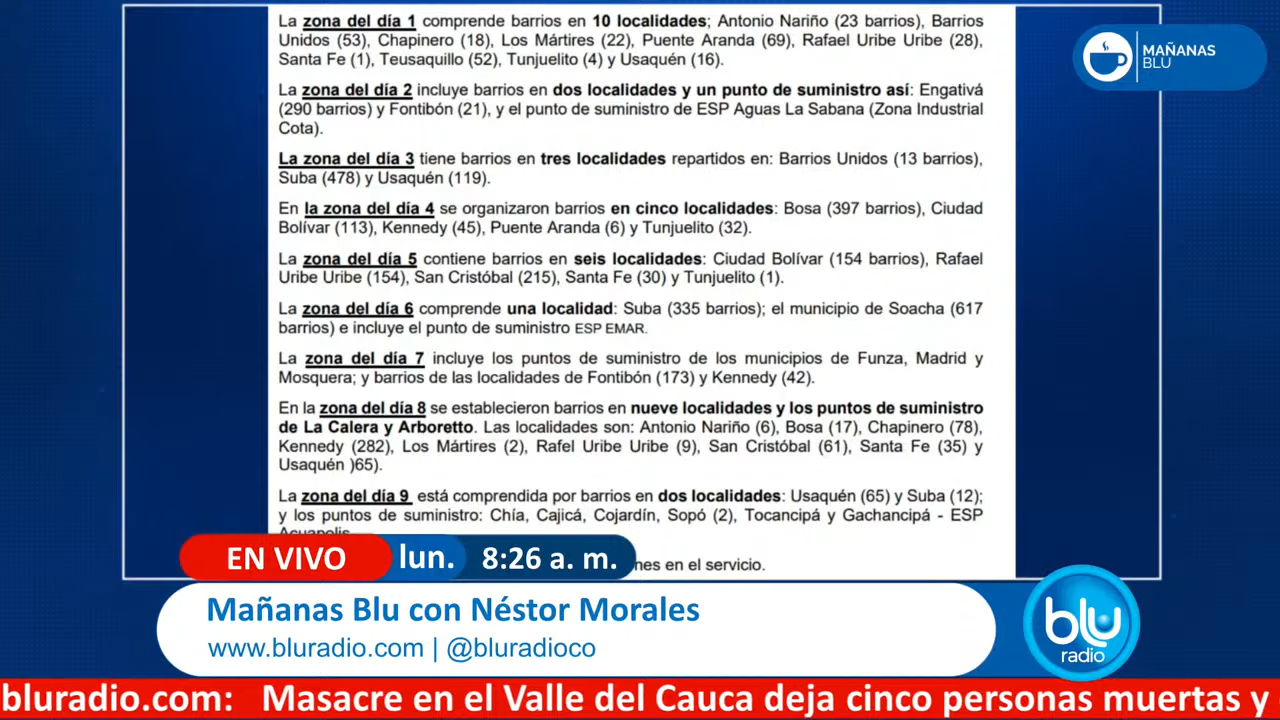 La zona del día 1 comprende barrios en 10 localidades; Antonio Nariño (23 barrios), Barrios
Unidos (53), Chapinero (18), Los Mártires (22), Puente Aranda (69), Rafael Uribe Uribe (28),
Santa Fe (1), Teusaquillo (52), Tunjuelito (4) y Usaquén (16).
MAÑANAS
BLU
La zona del día 2 incluye barrios en dos localidades y un punto de suministro así: Engativá
(290 barrios) y Fontibón (21), y el punto de suministro de ESP Aguas La Sabana (Zona Industrial
Cota).
La zona del día 3 tiene barrios en tres localidades repartidos en: Barrios Unidos (13 barrios),
Suba (478) y Usaquén (119).
En la zona del día 4 se organizaron barrios en cinco localidades: Bosa (397 barrios), Ciudad
Bolívar (113), Kennedy (45), Puente Aranda (6) y Tunjuelito (32).
La zona del día 5 contiene barrios en seis localidades: Ciudad Bolívar (154 barrios), Rafael
Uribe Uribe (154), San Cristóbal (215), Santa Fe (30) y Tunjuelito (1).
La zona del día 6 comprende una localidad: Suba (335 barrios); el municipio de Soacha (617
barrios) e incluye el punto de suministro ESP EMAR.
La zona del día 7 incluye los puntos de suministro de los municipios de Funza, Madrid y
Mosquera; y barrios de las localidades de Fontibón (173) y Kennedy (42).
En la zona del día 8 se establecieron barrios en nueve localidades y los puntos de suministro
de La Calera y Arboretto. Las localidades son: Antonio Nariño (6), Bosa (17), Chapinero (78),
Kennedy (282), Los Mártires (2), Rafel Uribe Uribe (9), San Cristóbal (61), Santa Fe (35) y
Usaquén )65).
La zona del día 9 está comprendida por barrios en dos localidades: Usaquén (65) y Suba (12);
y los puntos de suministro: Chía, Cajicá, Cojardín, Sopó (2), Tocancipá y Gachancipá - ESP
Acuapolis.
nes en el servicio.
EN VIVO lun. 8:26 a. m.
Mañanas Blu con Néstor Morales
www.bluradio.com | @bluradioco
blu
radio
bluradio.com: Masacre en el Valle del Cauca deja cinco personas muertas y